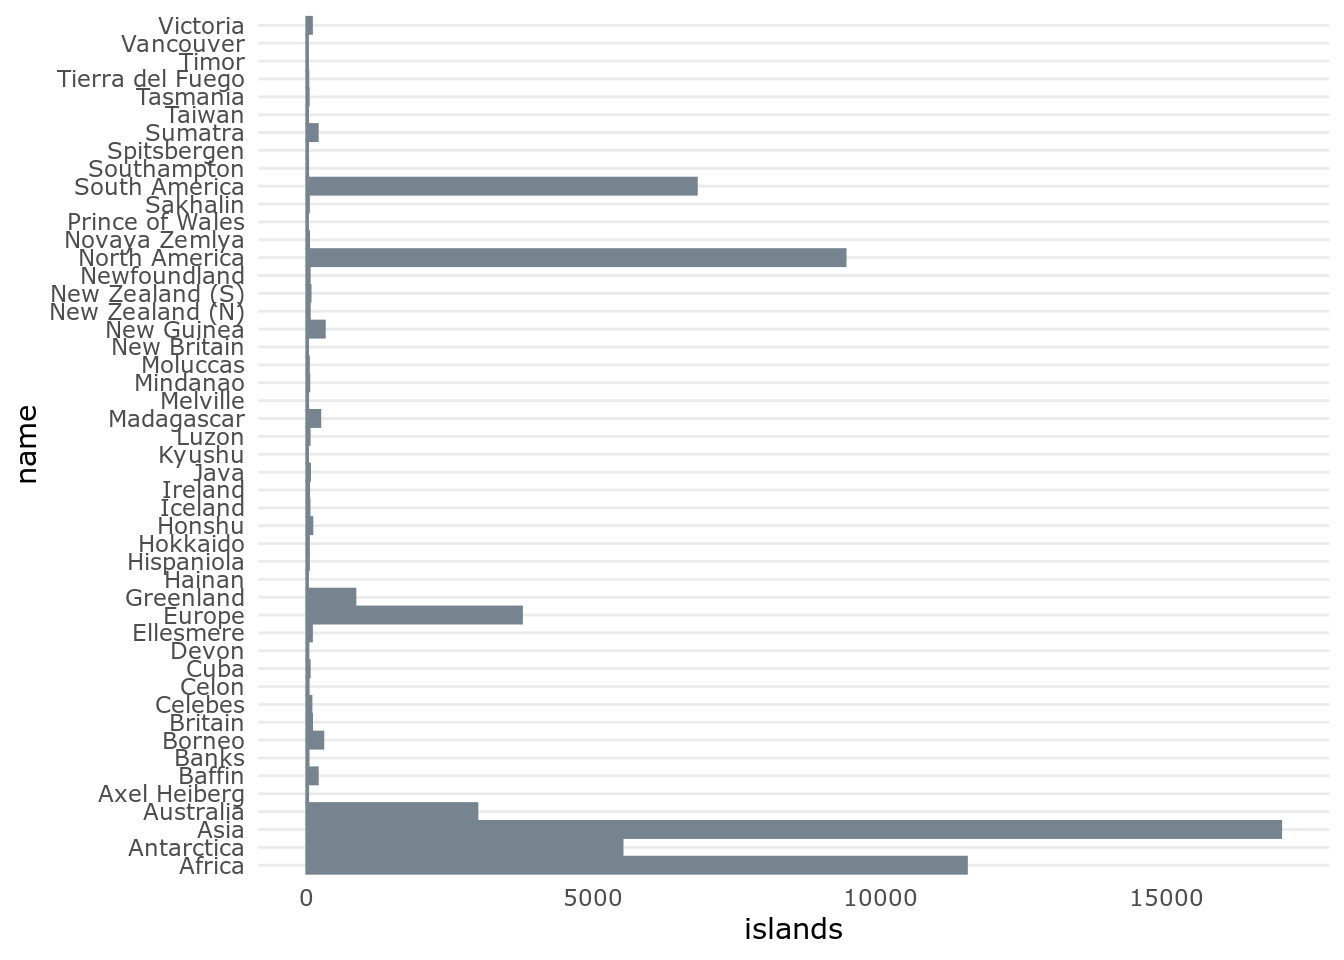 Victoria
Vancouver
Timor
Tierra del Fuego
Tasmania
Taiwan
Sumatra
Spitsbergen
Southampton
South America
Sakhalin
Prince of Wales
Novaya Zemlya
North America
Newfoundland
New Zealand (S)
New Zealand (N)
New Guinea
New Britain
Moluccas
Mindanao
Melville
Madagascar
Luzon
Kyushu
Java
Ireland
Iceland
Honshu
Hokkaido
Hispaniola
Hainan
Greenland
Europe
Ellesmere
Devon
Cuba
Celon
Celebes
Britain
Borneo
Banks
Baffin
Axel Heiberg
Australia
Asia
Antarctica
Africa
name
0 5000 10000 15000
islands